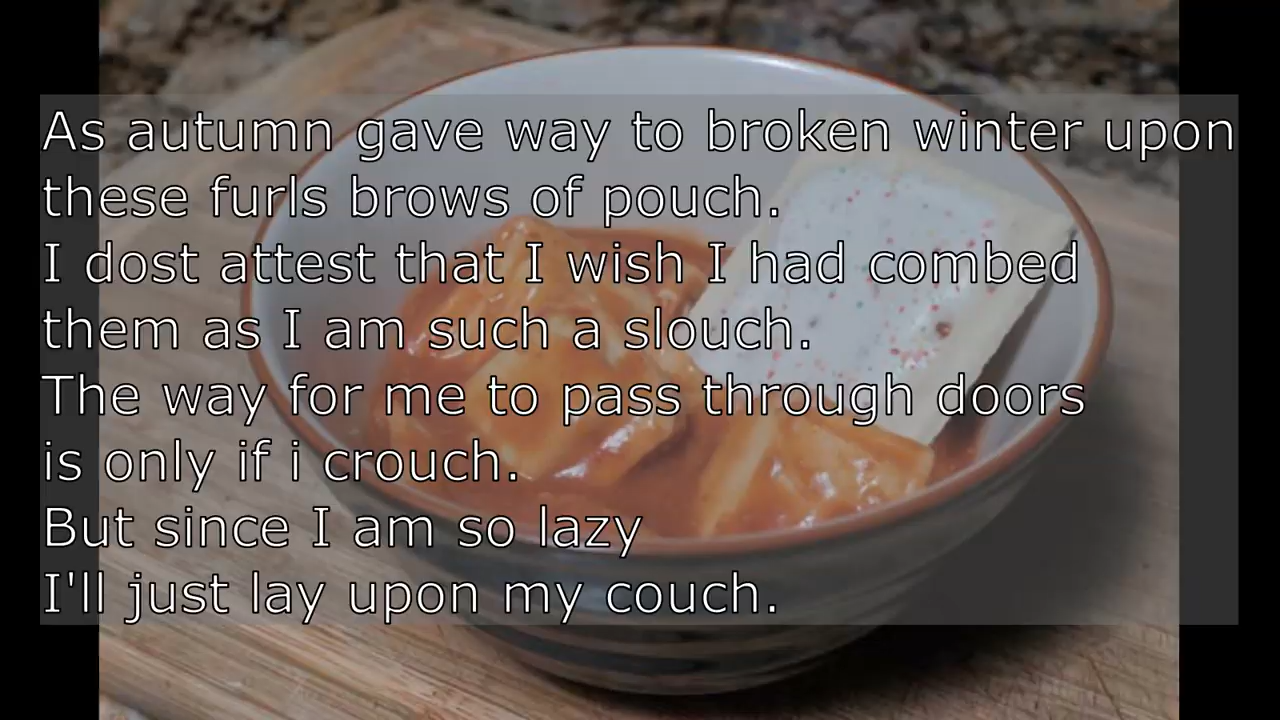 As autumn gave way to broken winter upon
these furls brows of pouch.
I dost attest that I wish I had combed
them as I am such a slouch.
The way for me to pass through doors
is only if i crouch.
But since I am so lazy
I'll just lay upon my couch.